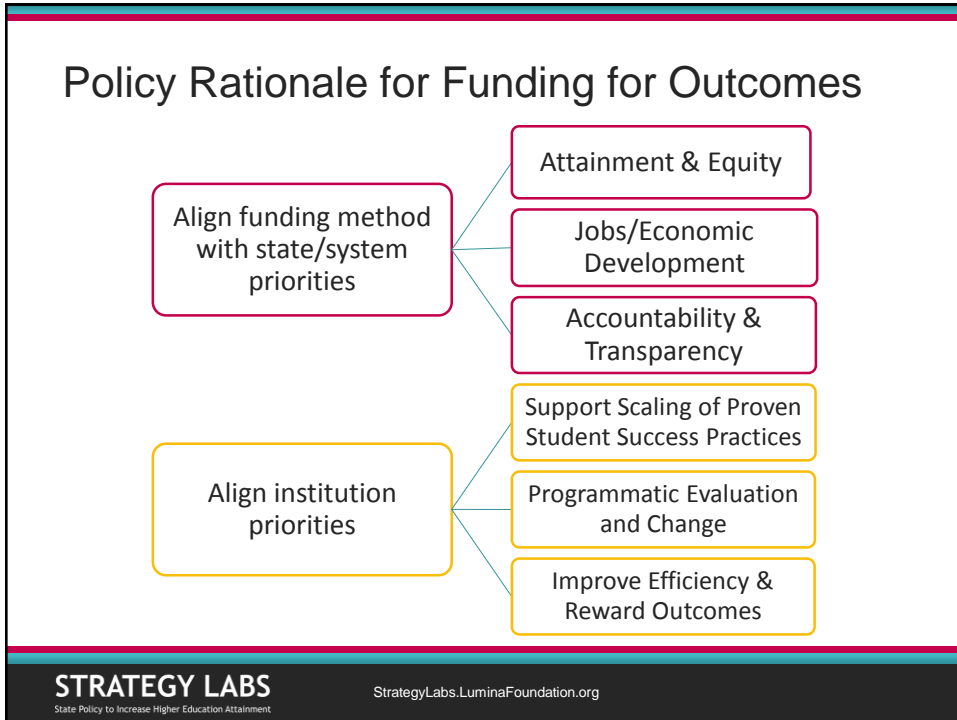 Policy Rationale for Funding for Outcomes
Align funding method
with state/system
priorities
Attainment & Equity
Jobs/Economic
Development
Accountability &
Transparency
Align institution
priorities
Support Scaling of Proven
Student Success Practices
Programmatic Evaluation
and Change
Improve Efficiency &
Reward Outcomes
STRATEGY LABS
State Policy to Increase Higher Education Attainment
StrategyLabs.LuminaFoundation.org